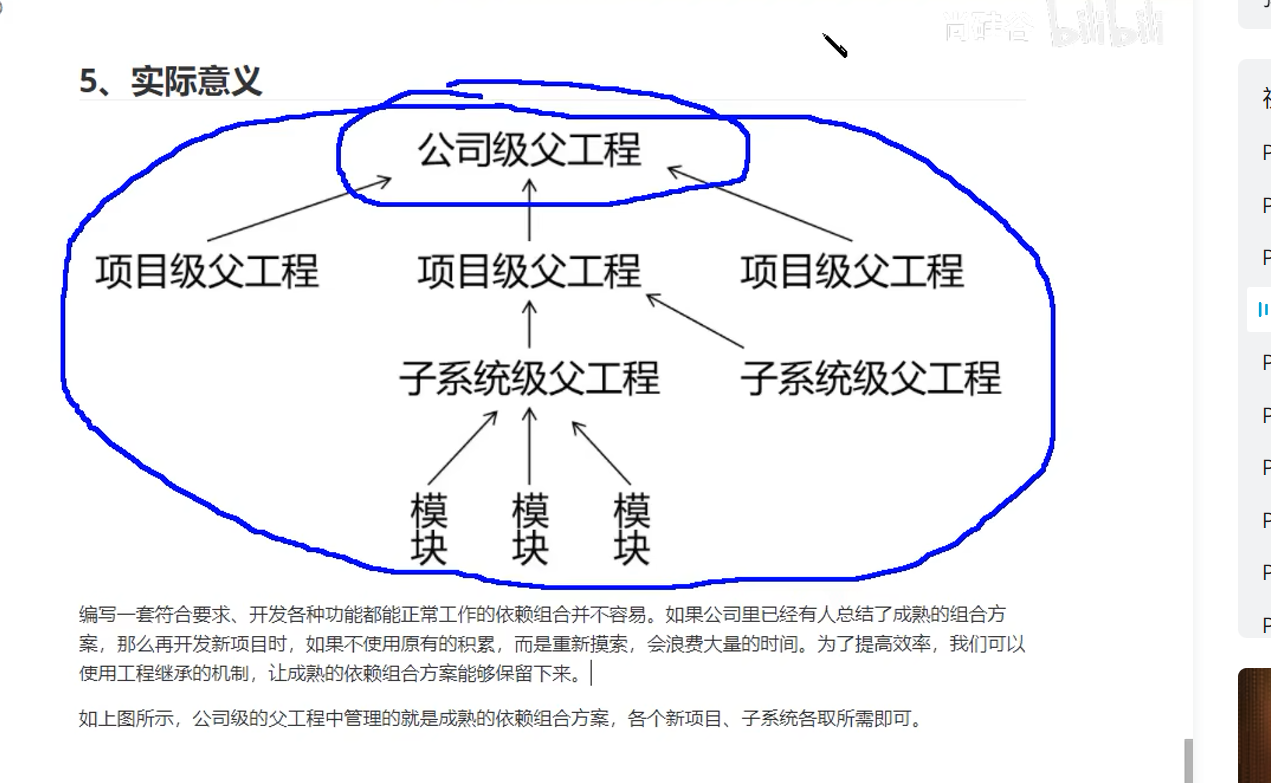 尚硅谷 bilibili
5、实际意义
公司级父工程
项目级父工程 项目级父工程 项目级父工程
子系统级父工程 子系统级父工程
模块 模块 模块
编写一套符合要求、开发各种功能都能正常工作的依赖组合并不容易。如果公司里已经有人总结了成熟的组合方
案，那么再开发新项目时，如果不使用原有的积累，而是重新摸索，会浪费大量的时间。为了提高效率，我们可以
使用工程继承的机制，让成熟的依赖组合方案能够保留下来。
如上图所示，公司级的父工程中管理的就是成熟的依赖组合方案，各个新项目、子系统各取所需即可。